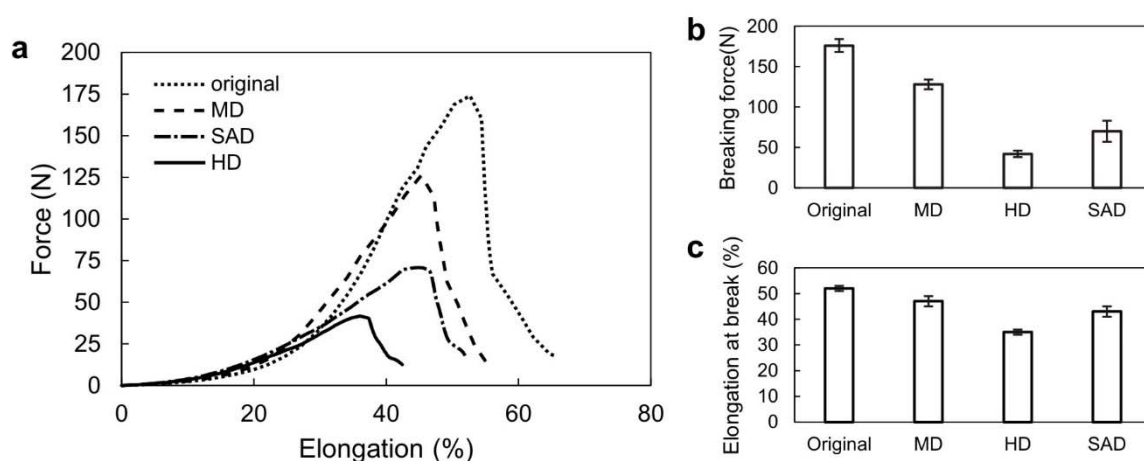 a
200
175
150
125
100
75
50
25
0
Force (N)
original
MD
SAD
HD
0 20 40 60 80
Elongation (%)
b
Breaking force(N)
200
150
100
50
0
Original MD HD SAD
c
Elongation at break (%)
60
50
40
30
20
10
0
Original MD HD SAD